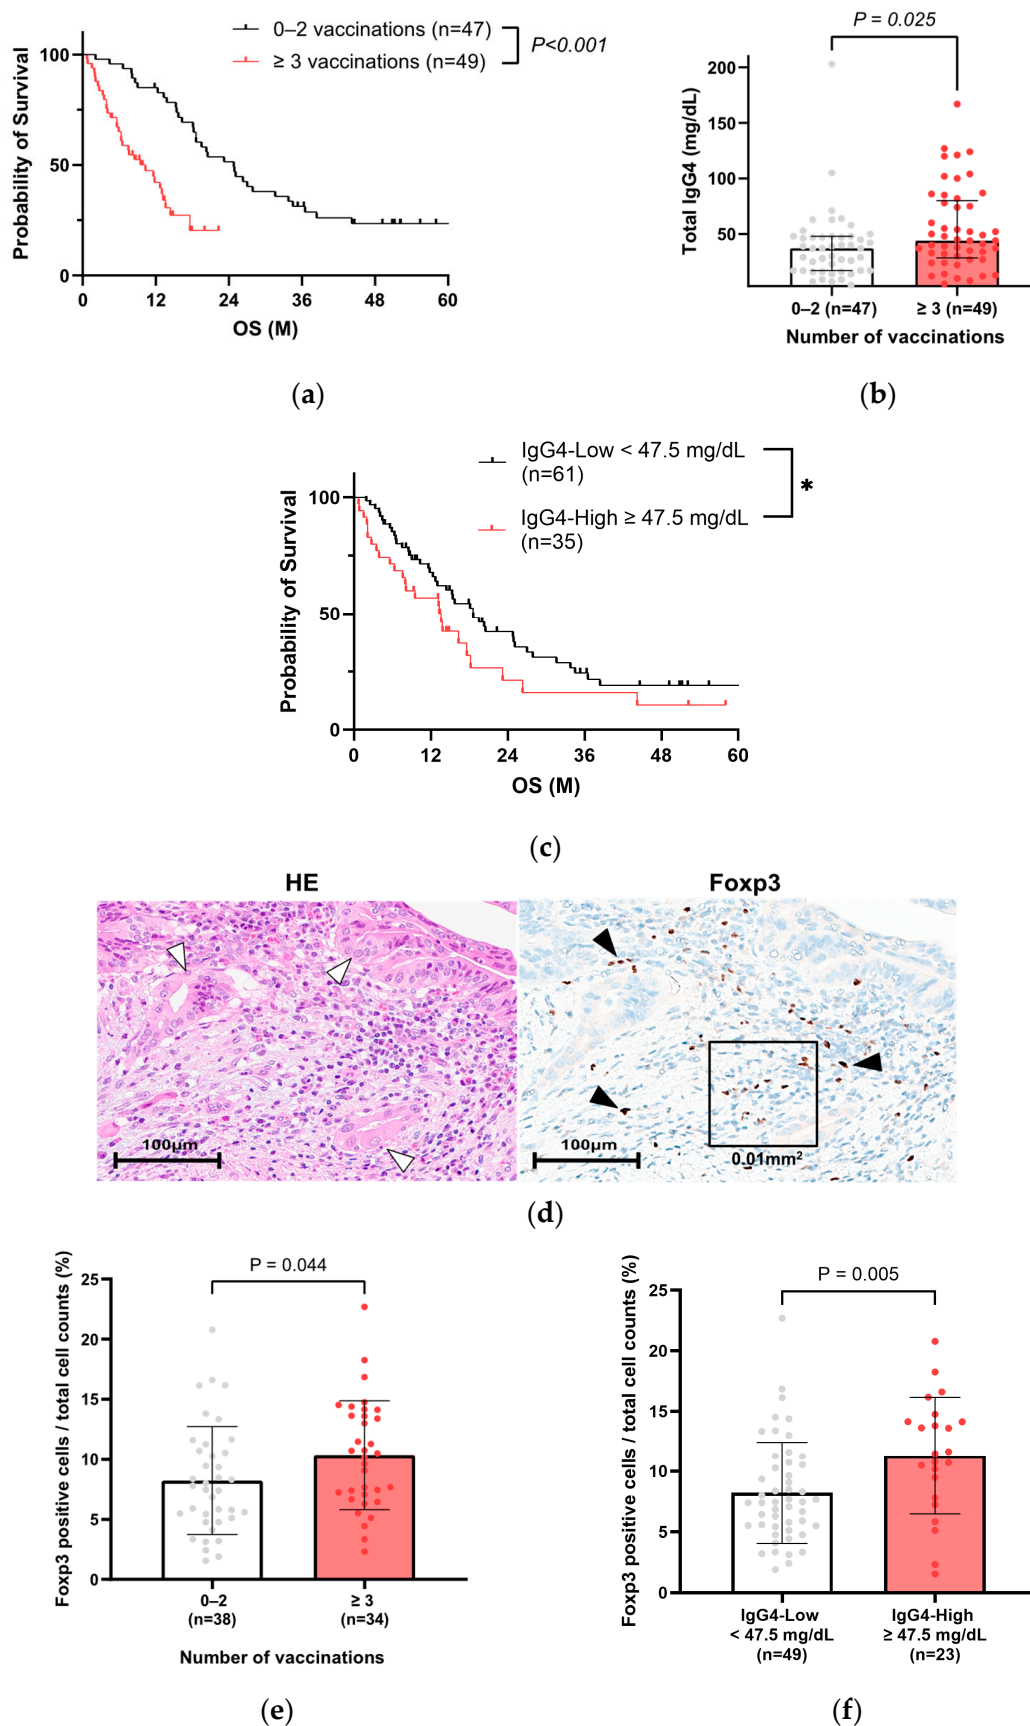 0–2 vaccinations (n=47)
≥ 3 vaccinations (n=49)
P<0.001
Probability of Survival
100
50
0
0 12 24 36 48 60
OS (M)
(a)
P = 0.025
Total IgG4 (mg/dL)
200
150
100
50
0–2 (n=47) ≥ 3 (n=49)
Number of vaccinations
(b)
IgG4-Low < 47.5 mg/dL
(n=61)
IgG4-High ≥ 47.5 mg/dL
(n=35)
*
Probability of Survival
100
50
0
0 12 24 36 48 60
OS (M)
(c)
HE
Foxp3
100μm
100μm
0.01mm²
(d)
P = 0.044
Foxp3 positive cells / total cell counts (%)
25
20
15
10
5
0
0–2 ≥ 3
(n=38) (n=34)
Number of vaccinations
(e)
P = 0.005
Foxp3 positive cells / total cell counts (%)
25
20
15
10
5
0
IgG4-Low IgG4-High
< 47.5 mg/dL ≥ 47.5 mg/dL
(n=49) (n=23)
(f)